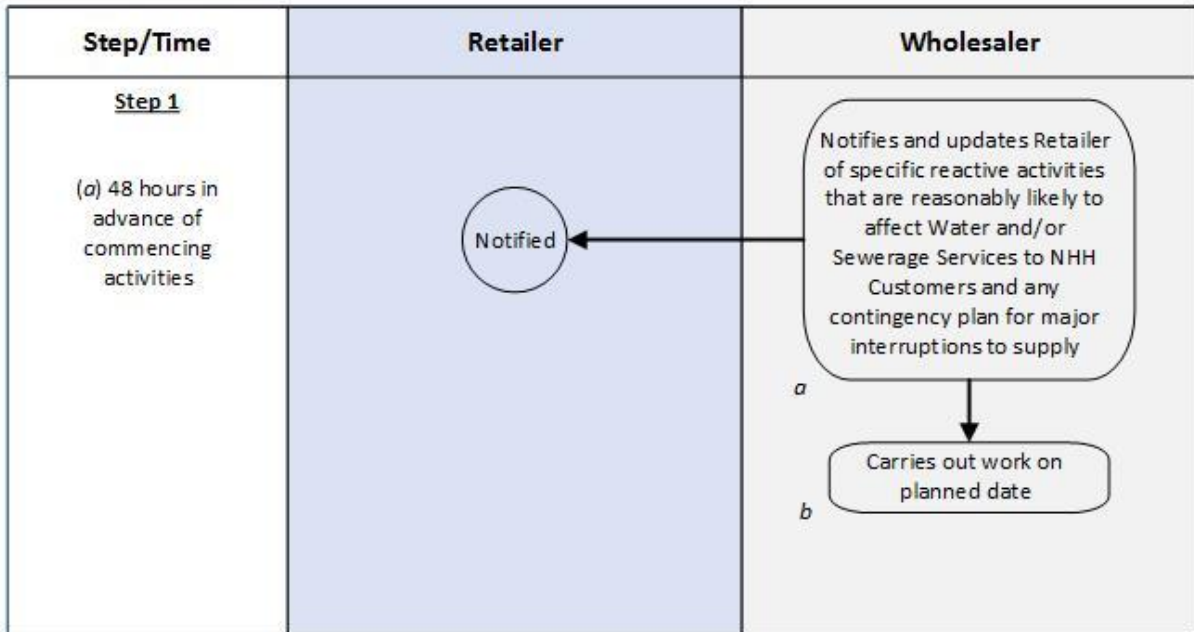 Step/Time
Retailer
Wholesaler
Step 1
(a) 48 hours in
advance of
commencing
activities
Notified
Notifies and updates Retailer
of specific reactive activities
that are reasonably likely to
affect Water and/or
Sewerage Services to NHH
Customers and any
contingency plan for major
interruptions to supply
a
Carries out work on
planned date
b